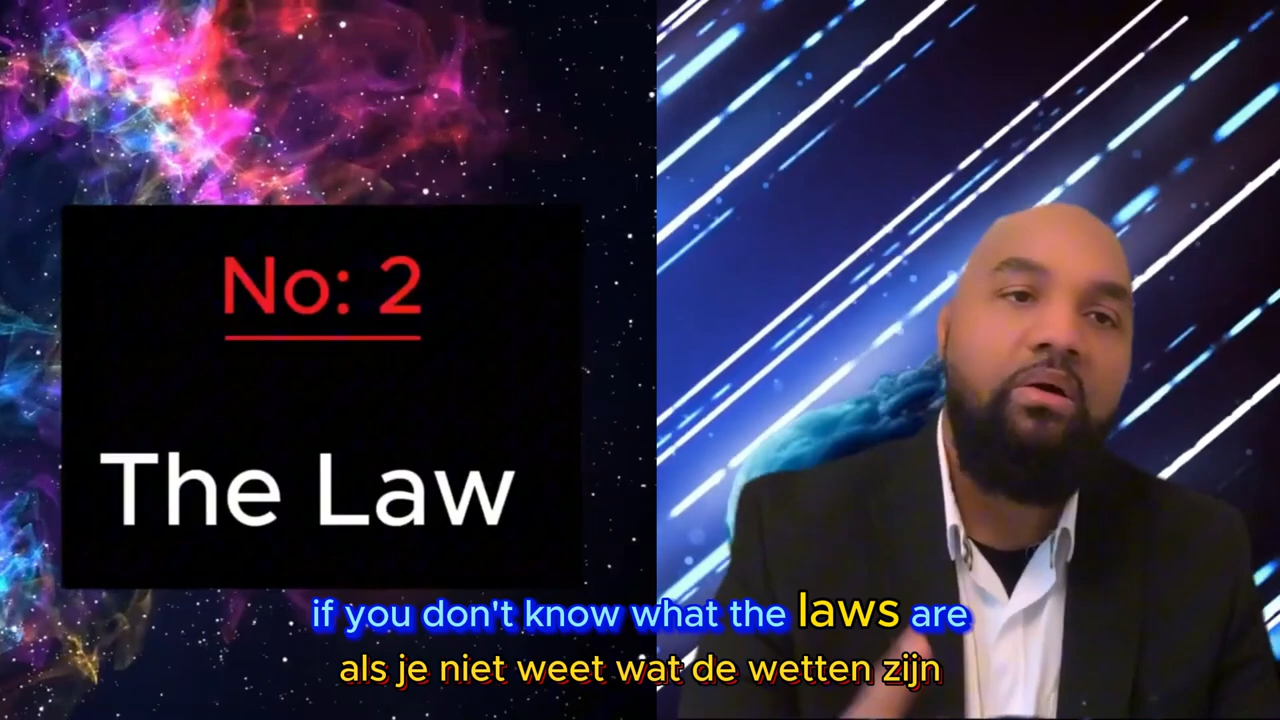 No: 2
The Law
if you don't know what the laws are
als je niet weet wat de wetten zijn